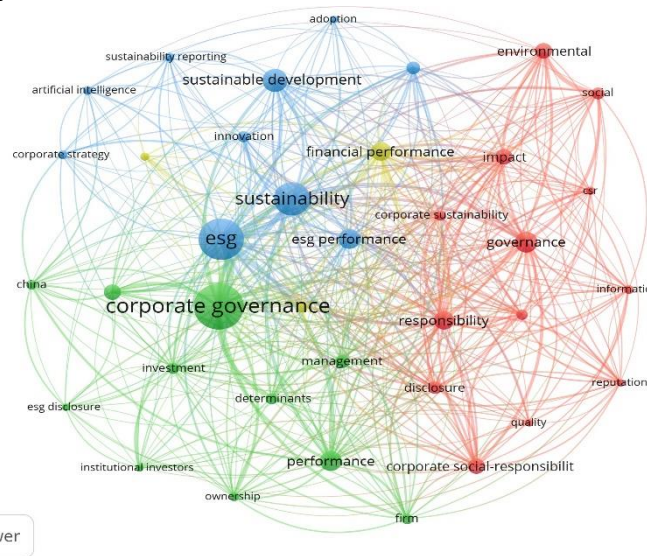 adoption
environmental
sustainability reporting
sustainable development
artificial intelligence
social
innovation
corporate strategy
financial performance
impact
csr
sustainability
corporate sustainability
esg
esg performance
governance
china
informatio
corporate governance
responsibility
management
investment
reputation
disclosure
determinants
esg disclosure
quality
performance
corporate social-responsibilit
institutional investors
ownership
firm
wer